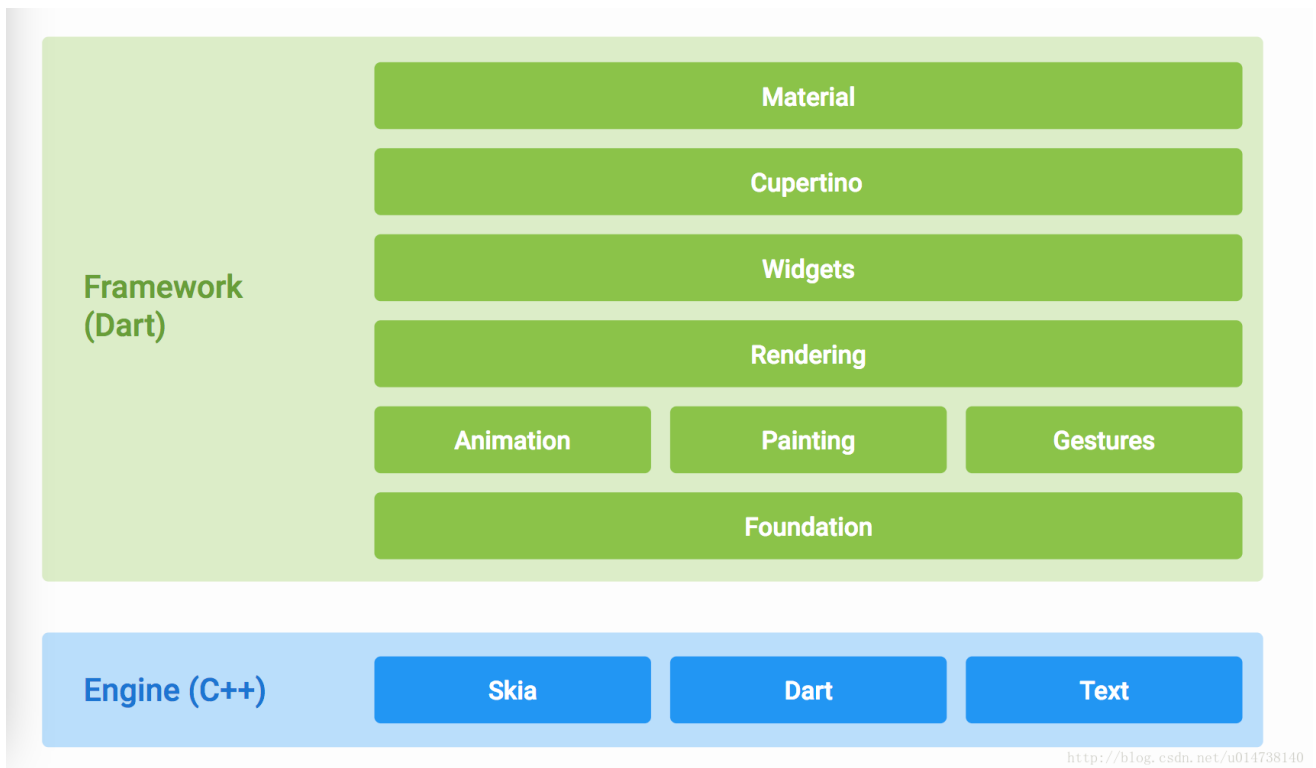 Material
Cupertino
Widgets
Framework
(Dart)
Rendering
Animation Painting Gestures
Foundation
Engine (C++) Skia Dart Text
http://blog.csdn.net/u014738140